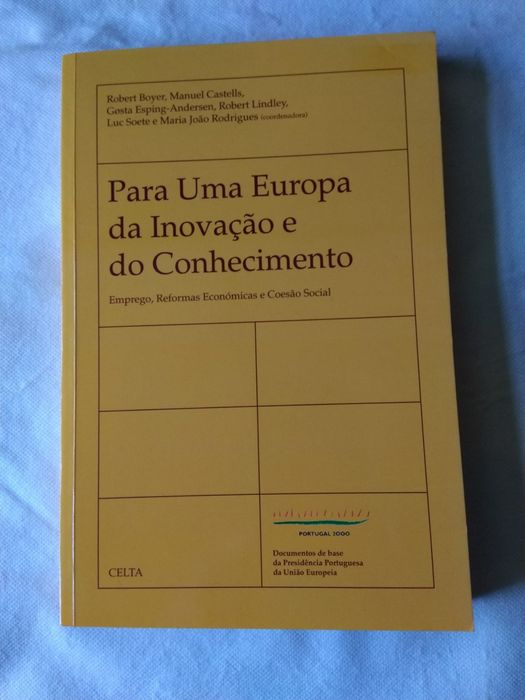 Robert Boyer, Manuel Castells,
Gøsta Esping-Andersen, Robert Lindley,
Luc Soete e Maria João Rodrigues (coordenadora)
Para Uma Europa
da Inovação e
do Conhecimento
Emprego, Reformas Económicas e Coesão Social
PORTUGAL 2000
Documentos de base
da Presidência Portuguesa
da União Europeia
CELTA